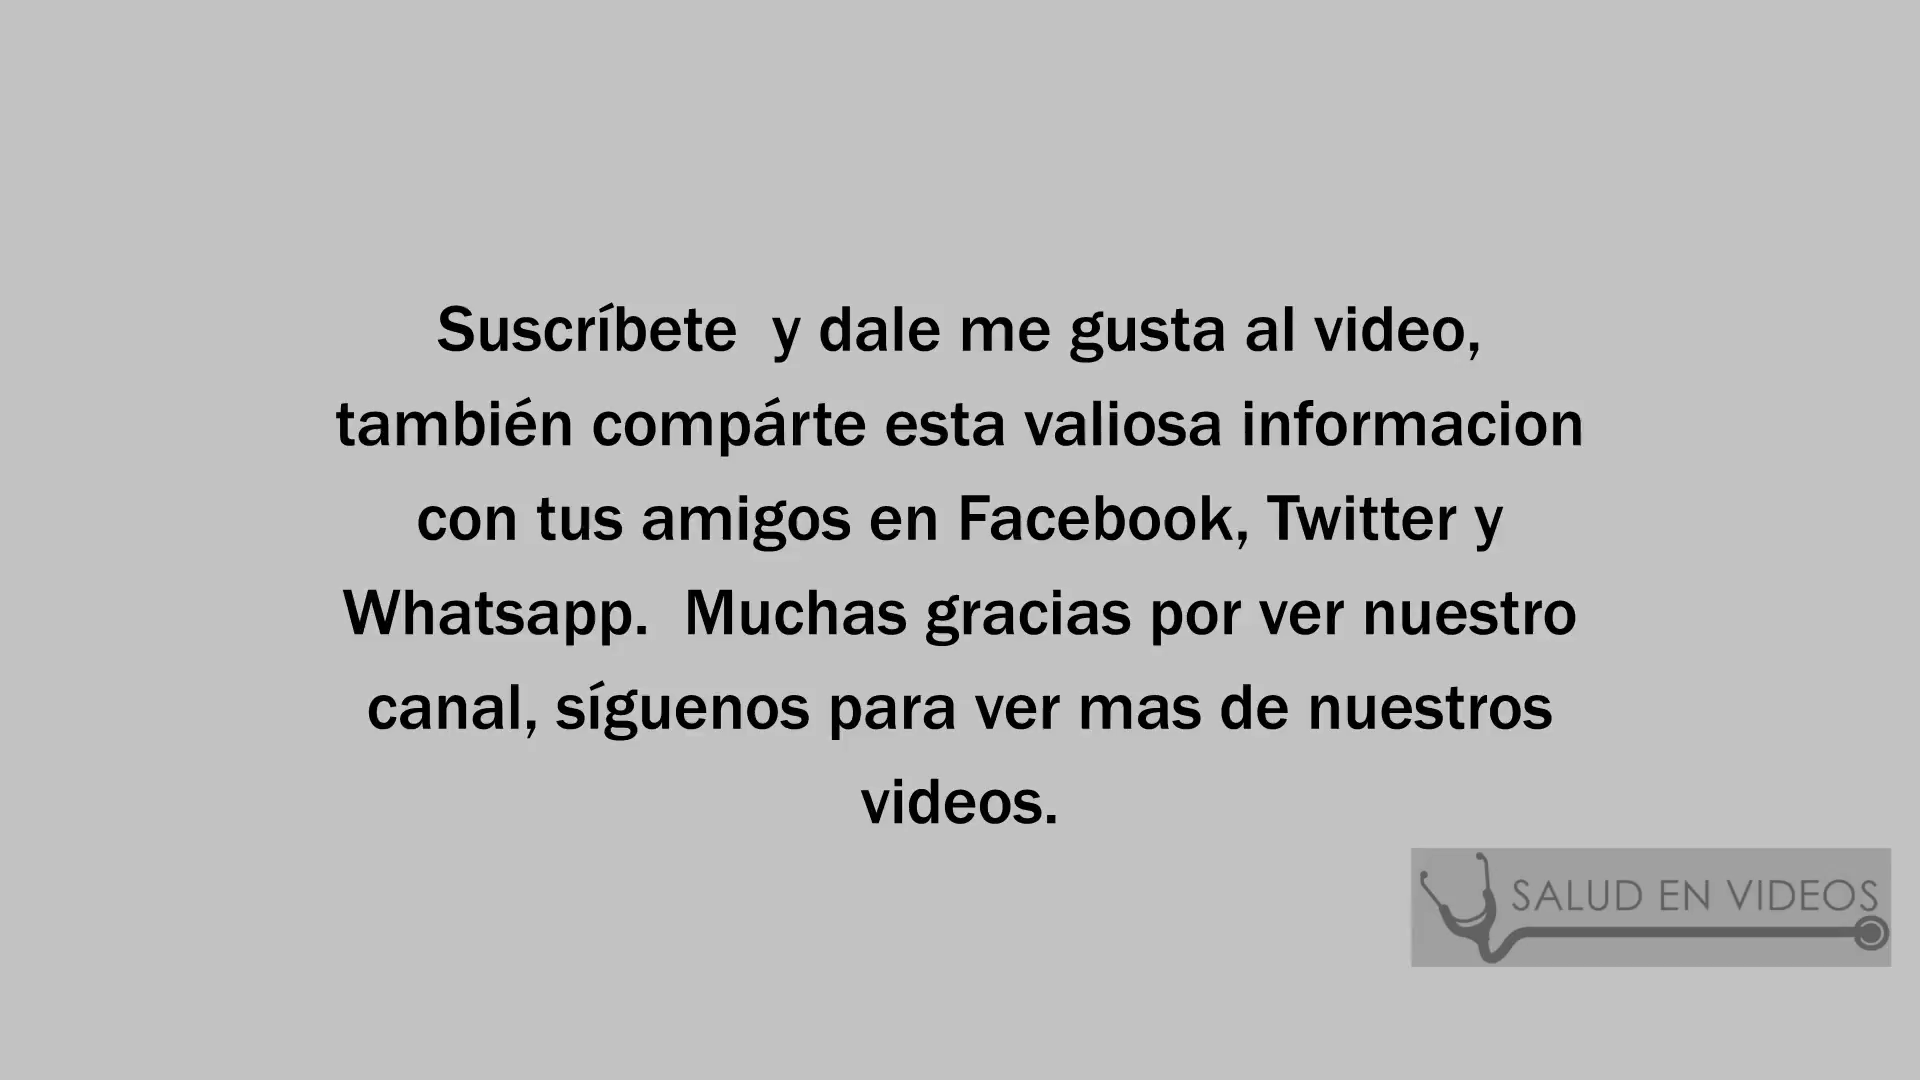 Suscríbete  y dale me gusta al video,
también compárte esta valiosa informacion
con tus amigos en Facebook, Twitter y
Whatsapp.  Muchas gracias por ver nuestro
canal, síguenos para ver mas de nuestros
videos.
SALUD EN VIDEOS